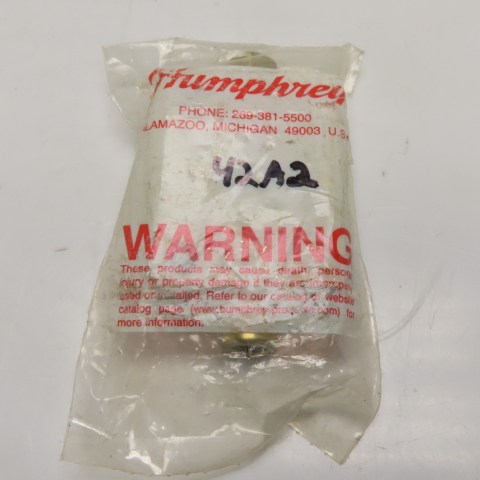 Humphrey
PHONE: 269-381-5500
KALAMAZOO, MICHIGAN 49003 U.S.A
42A2
WARNING
These products may cause death, personal
injury or property damage if they are improperly
used or installed. Refer to our catalog or website
catalog page (www.humphrey-products.com) for
more information.